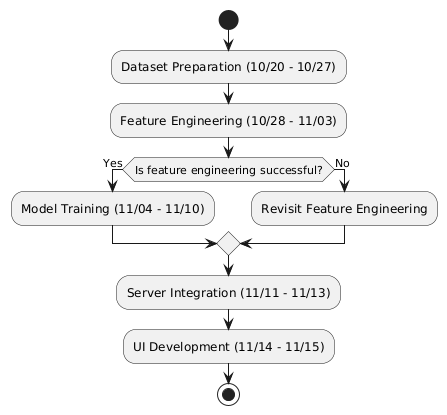 Dataset Preparation (10/20 - 10/27)
Feature Engineering (10/28 - 11/03)
Is feature engineering successful?
Yes
No
Model Training (11/04 - 11/10)
Revisit Feature Engineering
Server Integration (11/11 - 11/13)
UI Development (11/14 - 11/15)